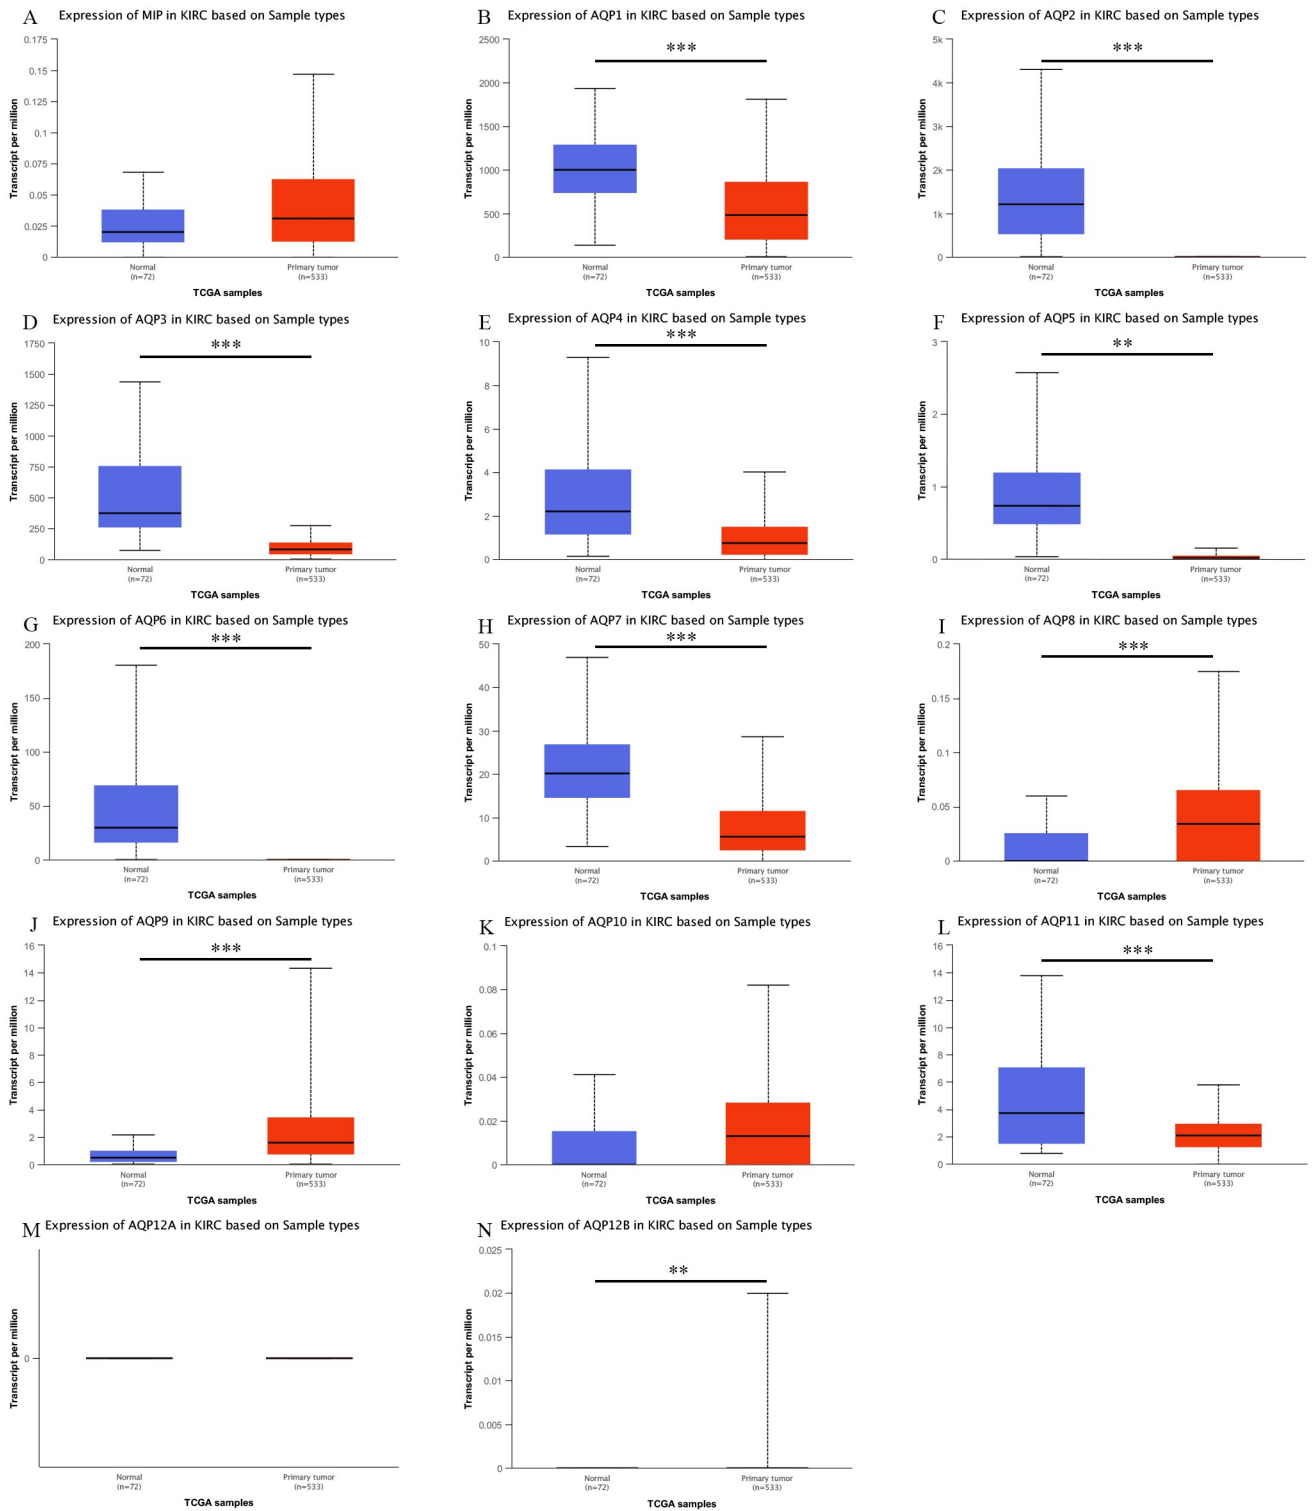 A Expression of MIP in KIRC based on Sample types
0.175
0.15
0.125
0.1
0.075
0.05
0.025
0
Transcript per million
Normal
(n=72)
Primary tumor
(n=533)
TCGA samples
B Expression of AQP1 in KIRC based on Sample types
***
2500
2000
1500
1000
500
0
Transcript per million
Normal
(n=72)
Primary tumor
(n=533)
TCGA samples
C Expression of AQP2 in KIRC based on Sample types
***
5k
4k
3k
2k
1k
0
Transcript per million
Normal
(n=72)
Primary tumor
(n=533)
TCGA samples
D Expression of AQP3 in KIRC based on Sample types
***
1750
1500
1250
1000
750
500
250
0
Transcript per million
Normal
(n=72)
Primary tumor
(n=533)
TCGA samples
E Expression of AQP4 in KIRC based on Sample types
***
10
8
6
4
2
0
Transcript per million
Normal
(n=72)
Primary tumor
(n=533)
TCGA samples
F Expression of AQP5 in KIRC based on Sample types
**
3
2
1
0
Transcript per million
Normal
(n=72)
Primary tumor
(n=533)
TCGA samples
G Expression of AQP6 in KIRC based on Sample types
***
200
150
100
50
0
Transcript per million
Normal
(n=72)
Primary tumor
(n=533)
TCGA samples
H Expression of AQP7 in KIRC based on Sample types
***
50
40
30
20
10
0
Transcript per million
Normal
(n=72)
Primary tumor
(n=533)
TCGA samples
I Expression of AQP8 in KIRC based on Sample types
***
0.2
0.15
0.1
0.05
0
Transcript per million
Normal
(n=72)
Primary tumor
(n=533)
TCGA samples
J Expression of AQP9 in KIRC based on Sample types
***
16
14
12
10
8
6
4
2
0
Transcript per million
Normal
(n=72)
Primary tumor
(n=533)
TCGA samples
K Expression of AQP10 in KIRC based on Sample types
0.1
0.08
0.06
0.04
0.02
0
Transcript per million
Normal
(n=72)
Primary tumor
(n=533)
TCGA samples
L Expression of AQP11 in KIRC based on Sample types
***
16
14
12
10
8
6
4
2
0
Transcript per million
Normal
(n=72)
Primary tumor
(n=533)
TCGA samples
M Expression of AQP12A in KIRC based on Sample types
0
Transcript per million
Normal
(n=72)
Primary tumor
(n=533)
TCGA samples
N Expression of AQP12B in KIRC based on Sample types
**
0.025
0.02
0.015
0.01
0.005
0
Transcript per million
Normal
(n=72)
Primary tumor
(n=533)
TCGA samples